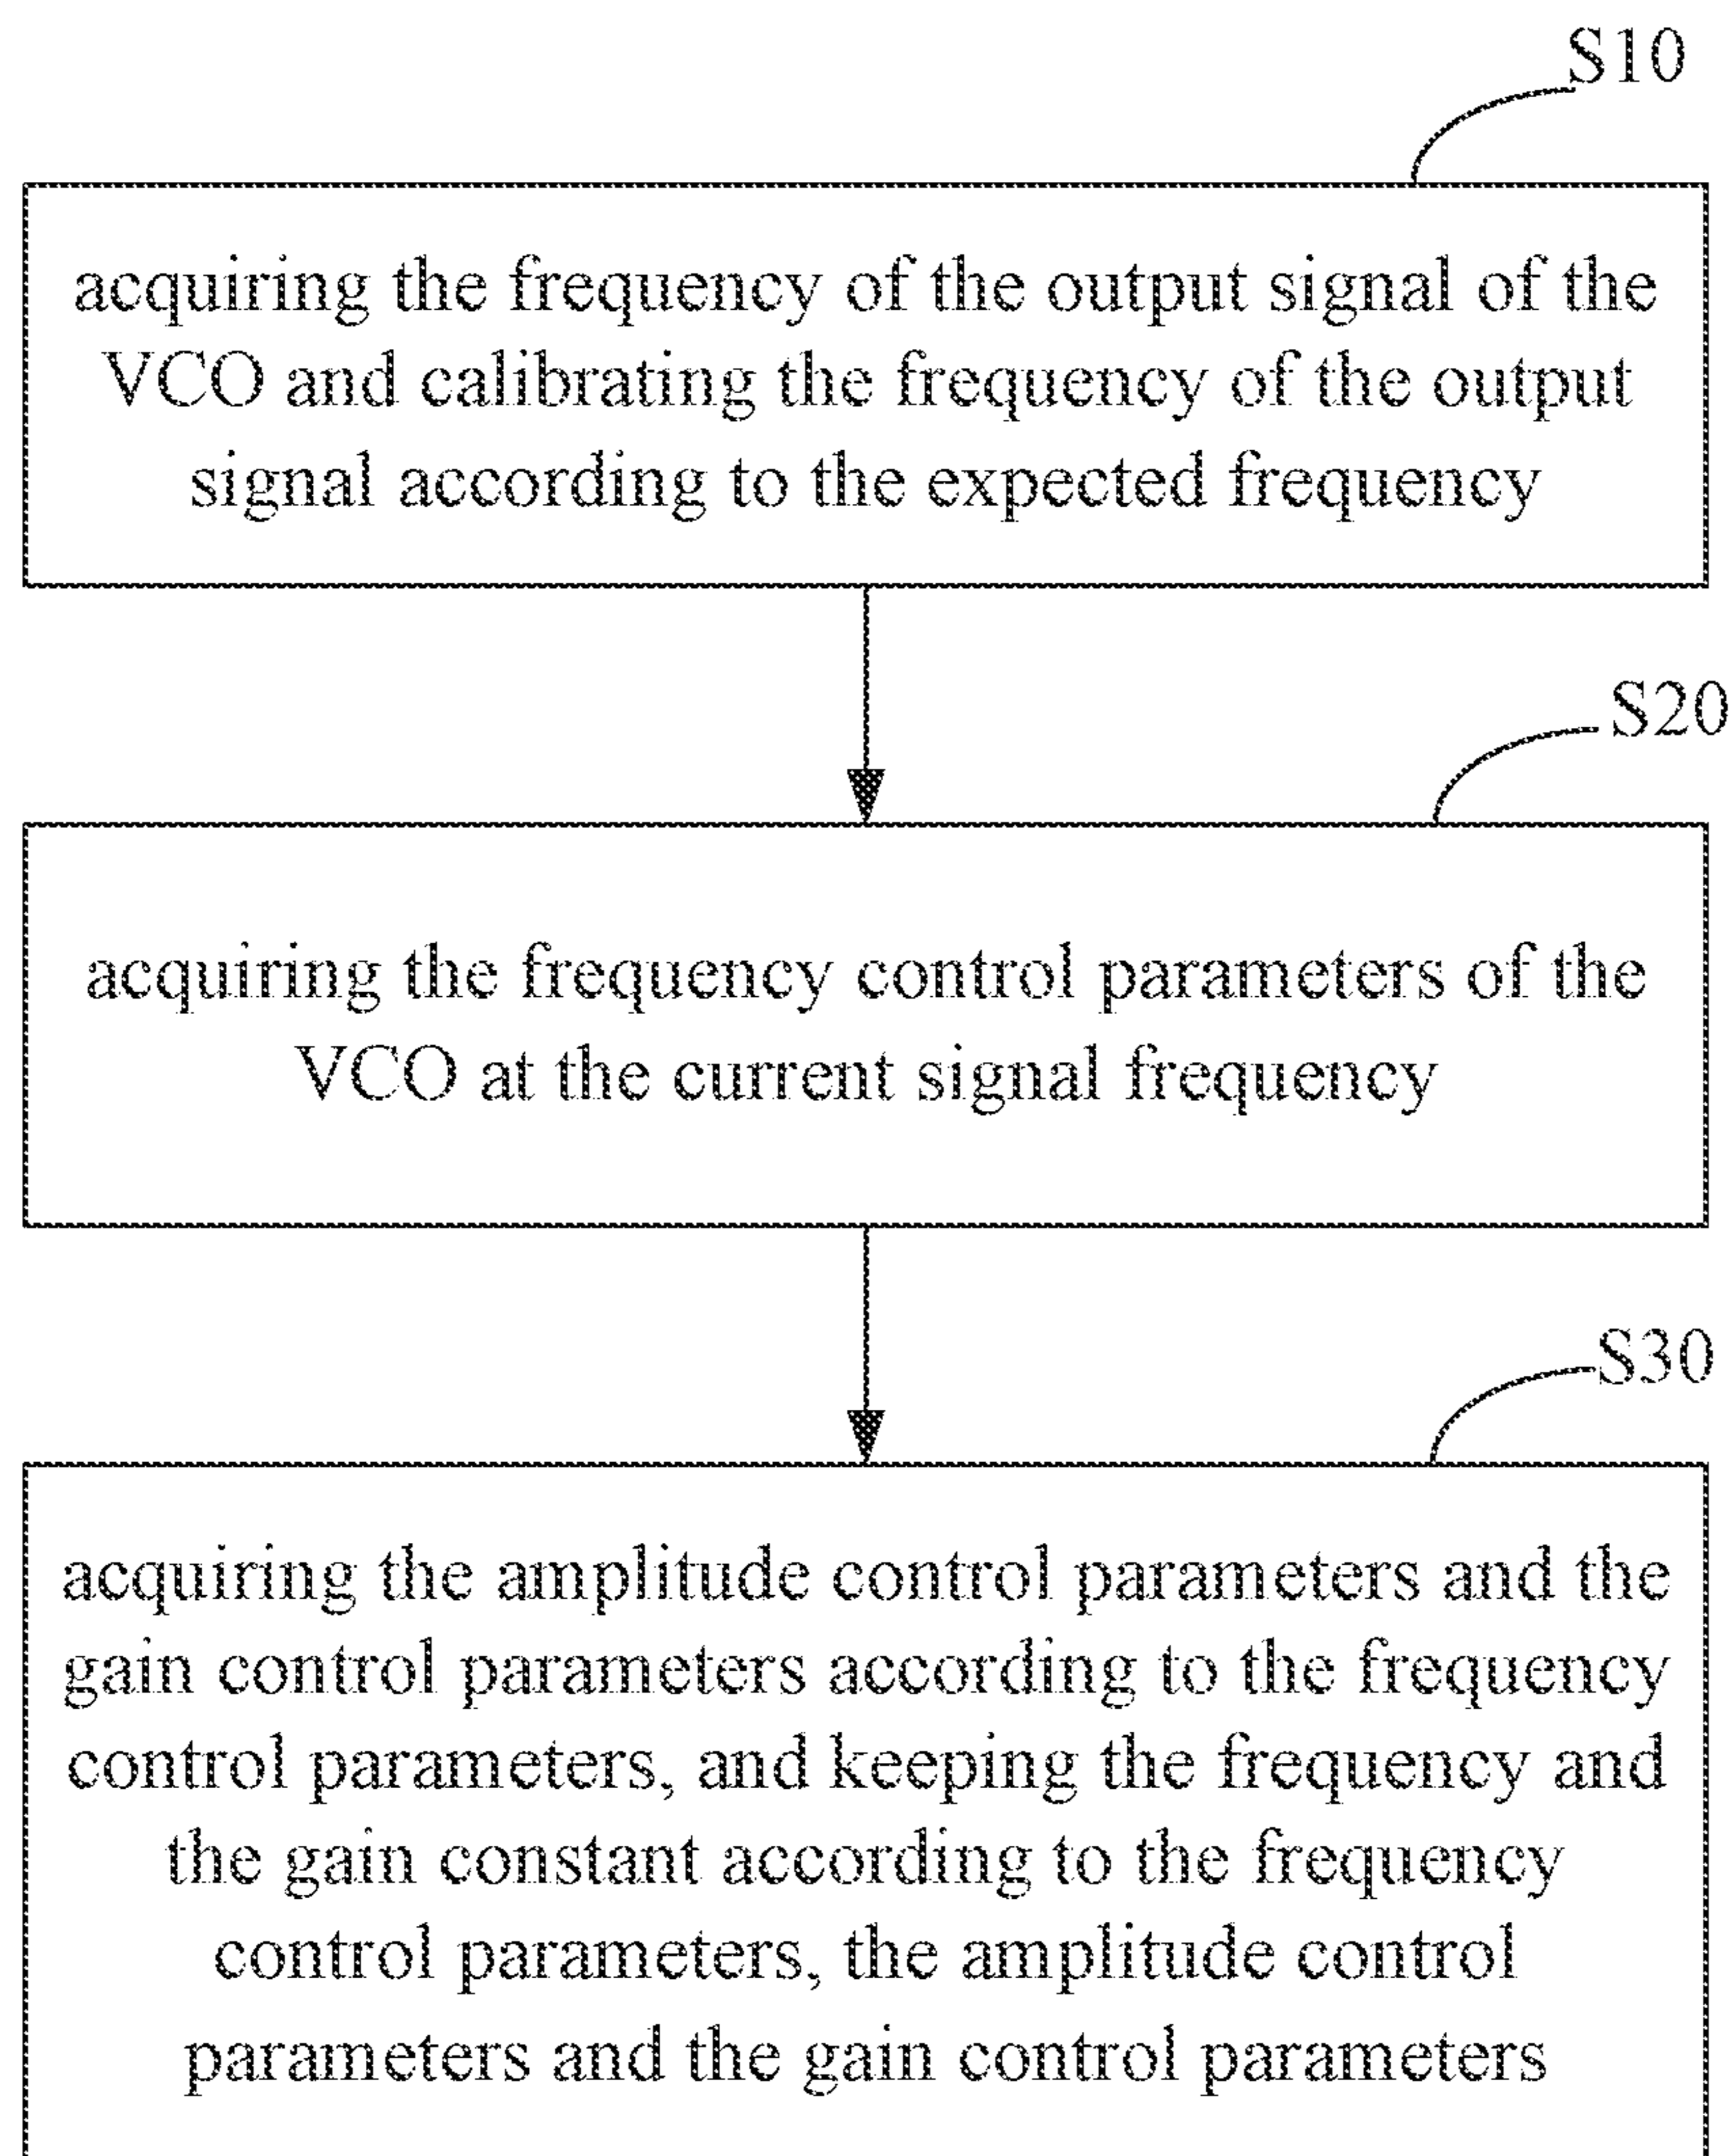 S10
acquiring the frequency of the output signal of the
VCO and calibrating the frequency of the output
signal according to the expected frequency
S20
acquiring the frequency control parameters of the
VCO at the current signal frequency
S30
acquiring the amplitude control parameters and the
gain control parameters according to the frequency
control parameters, and keeping the frequency and
the gain constant according to the frequency
control parameters, the amplitude control
parameters and the gain control parameters